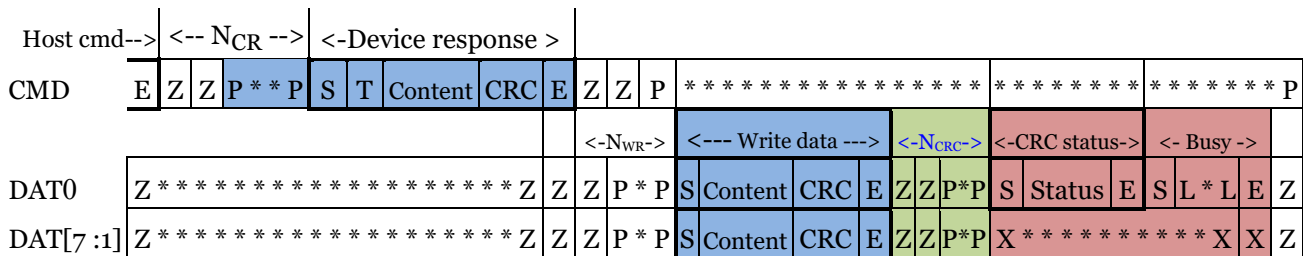 Host cmd--> <-- NCR --> <-Device response >
CMD E Z Z P * * P S T Content CRC E Z Z P * * * * * * * * * * * * * * * * * * * * * * * * * * * * * * * P
<-NWR-> <--- Write data ---> <-NCRC-> <-CRC status-> <- Busy ->
DAT0 Z * * * * * * * * * * * * * * * * * * * Z Z Z P * P S Content CRC E Z Z P*P S Status E S L * L E Z
DAT[7 :1] Z * * * * * * * * * * * * * * * * * * * Z Z Z P * P S Content CRC E Z Z P*P X * * * * * * * * * * X X Z